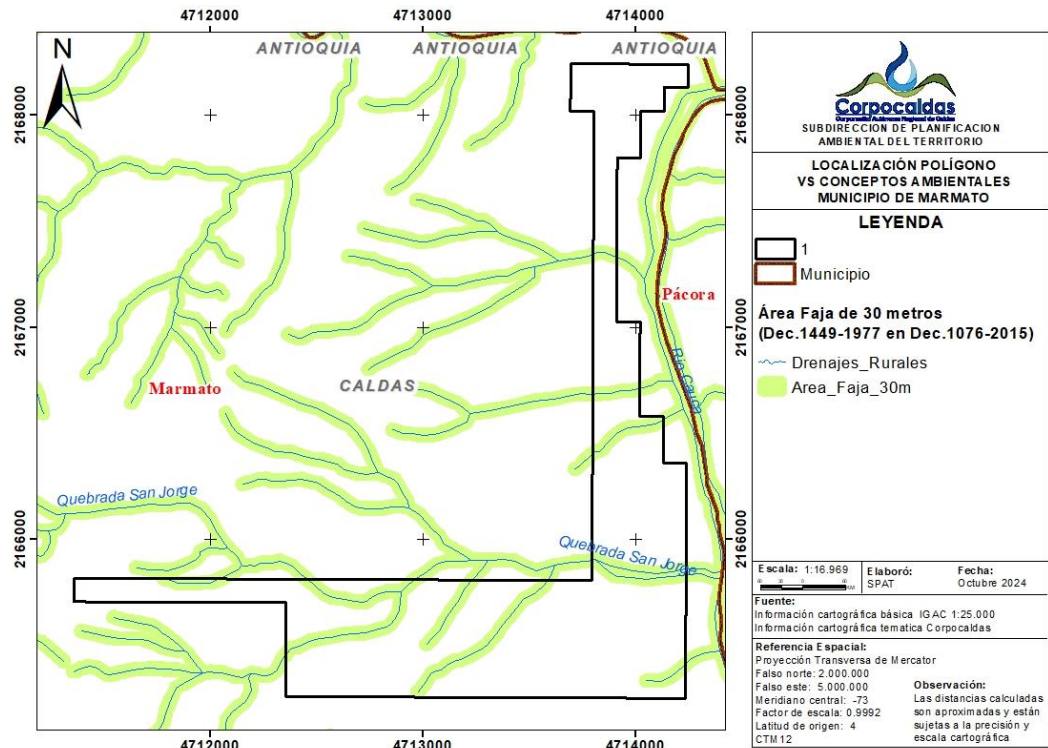 4712000
4713000
4714000
ANTIOQUIA
ANTIOQUIA
ANTIOQUIA
N
2168000
2168000
Pácora
2167000
2167000
Marmato
CALDAS
Río Cauca
Quebrada San Jorge
Quebrada San Jorge
2166000
2166000
4712000
4713000
4714000
Corpocaldas
Corporación Autónoma Regional de Caldas
SUBDIRECCION DE PLANIFICACION
AMBIENTAL DEL TERRITORIO
LOCALIZACIÓN POLÍGONO
VS CONCEPTOS AMBIENTALES
MUNICIPIO DE MARMATO
LEYENDA
1
Municipio
Área Faja de 30 metros
(Dec.1449-1977 en Dec.1076-2015)
Drenajes_Rurales
Area_Faja_30m
Escala: 1:16.969
Elaboró:
SPAT
Fecha:
Octubre 2024
Fuente:
Información cartográfica básica IGAC 1:25.000
Información cartográfica tematica Corpocaldas
Referencia Espacial:
Proyección Transversa de Mercator
Falso norte: 2.000.000
Falso este: 5.000.000
Meridiano central: -73
Factor de escala: 0.9992
Latitud de origen: 4
CTM12
Observación:
Las distancias calculadas
son aproximadas y están
sujetas a la precisión y
escala cartográfica